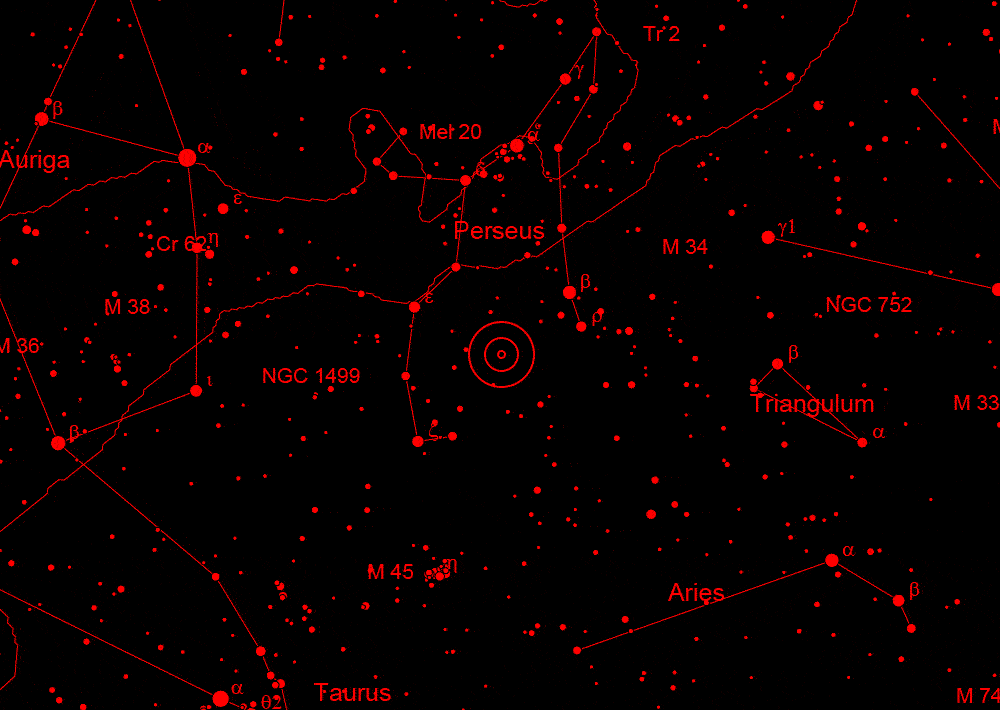 Tr 2
γ
β
Mel 20
α
α
M
Auriga
ε
γ1
Perseus
Cr 62
η
M 34
β
ε
M 38
NGC 752
ρ
M 36
β
NGC 1499
ι
Triangulum
M 33
β
ζ
α
α
M 45
η
β
Aries
α
Taurus
θ2
M 74